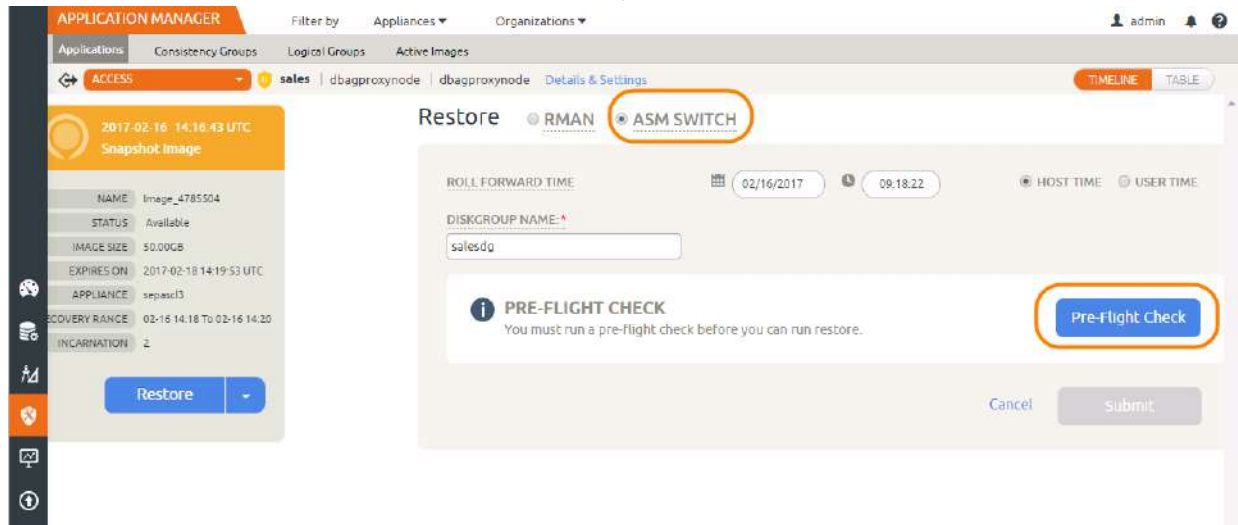 APPLICATION MANAGER Filter by Appliances Organizations admin
Applications Consistency Groups Logical Groups Active Images
ACCESS sales | dbagproxynode | dbagproxynode Details & Settings TIMELINE TABLE
2017-02-16 14:16:43 UTC
Snapshot Image
NAME Image_4785504
STATUS Available
IMAGE SIZE 50.00GB
EXPIRES ON 2017-02-18 14:19:53 UTC
APPLIANCE sepascl3
ECOVERY RANGE 02-16 14:18 To 02-16 14:20
INCARNATION 2
Restore
Restore RMAN ASM SWITCH
ROLL FORWARD TIME 02/16/2017 09:18:22 HOST TIME USER TIME
DISKGROUP NAME:*
salesdg
PRE-FLIGHT CHECK
You must run a pre-flight check before you can run restore.
Pre-Flight Check
Cancel Submit